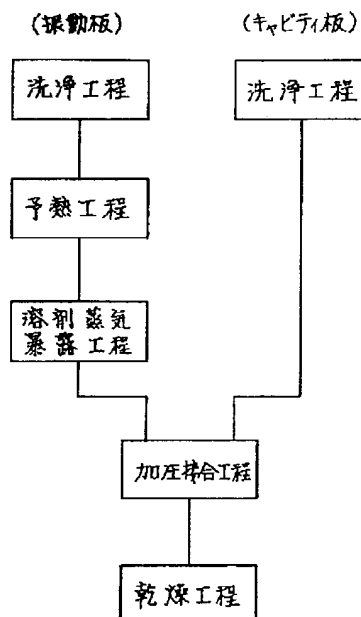 (振動板)
(キャビティ板)
洗浄工程
洗浄工程
予熱工程
溶剤蒸気
暴露工程
加圧接合工程
乾燥工程